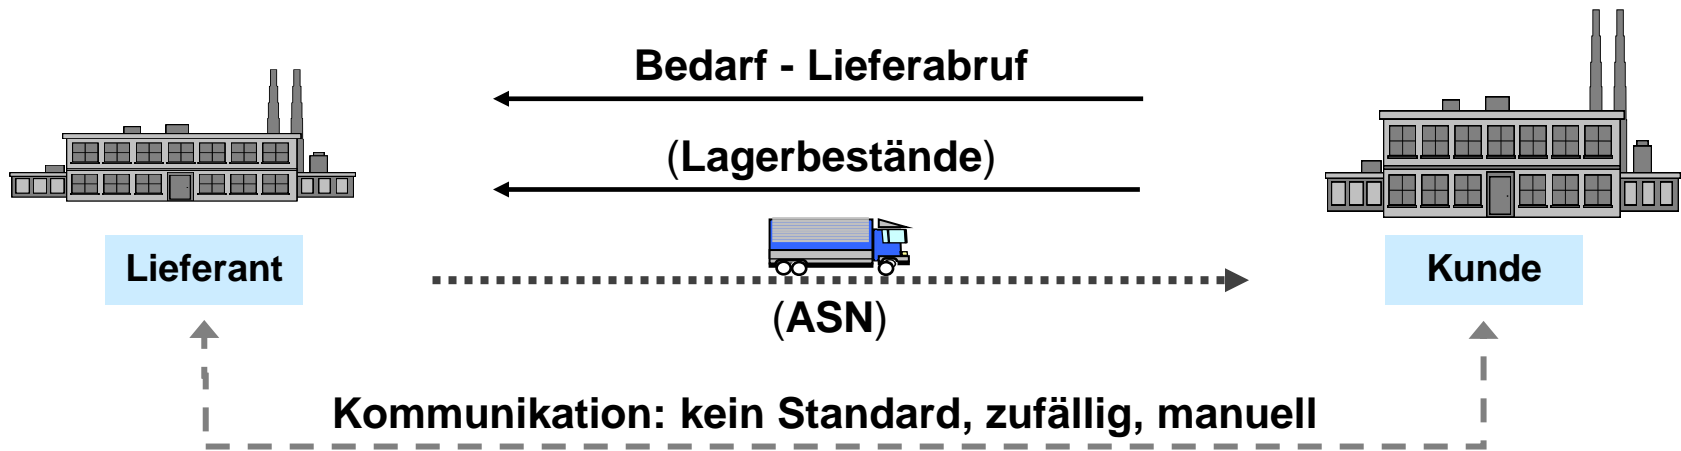 Bedarf - Lieferabruf
(Lagerbestände)
Lieferant
Kunde
(ASN)
Kommunikation: kein Standard, zufällig, manuell